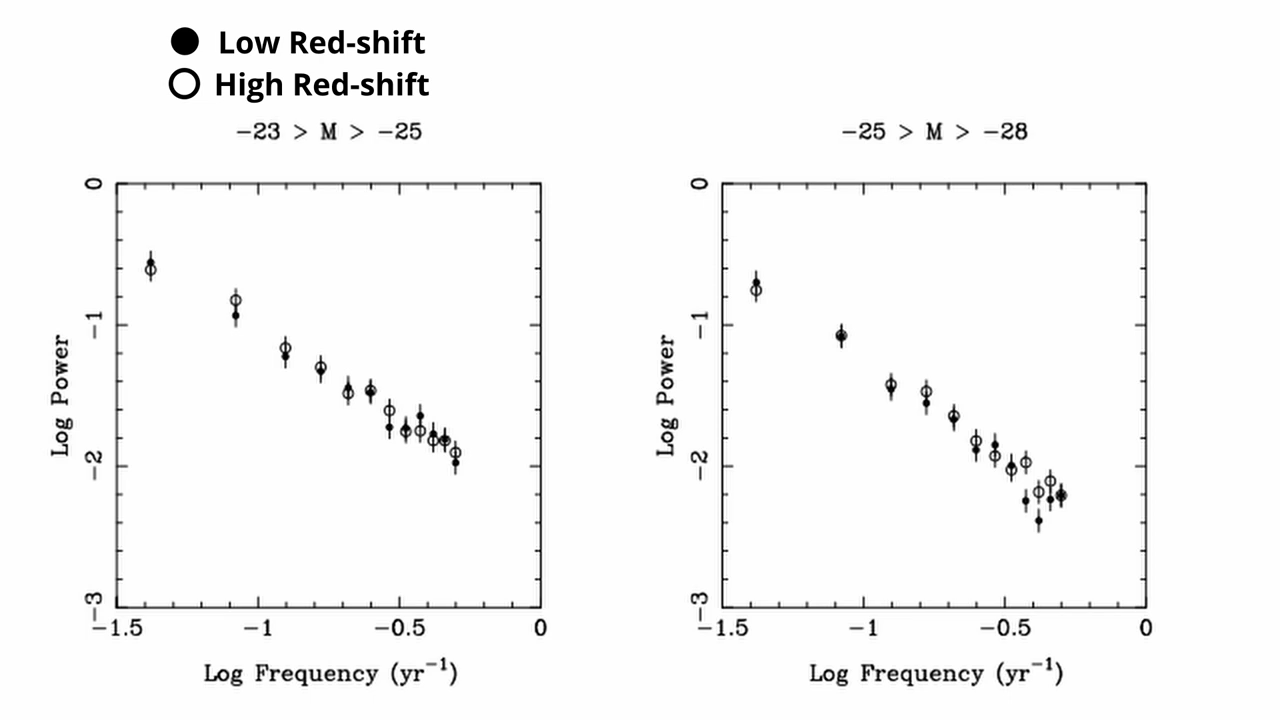 Low Red-shift
High Red-shift
−23 > M > −25
0
−1
−2
−3
Log Power
−1.5
−1
−0.5
0
Log Frequency (yr⁻¹)
−25 > M > −28
0
−1
−2
−3
Log Power
−1.5
−1
−0.5
0
Log Frequency (yr⁻¹)